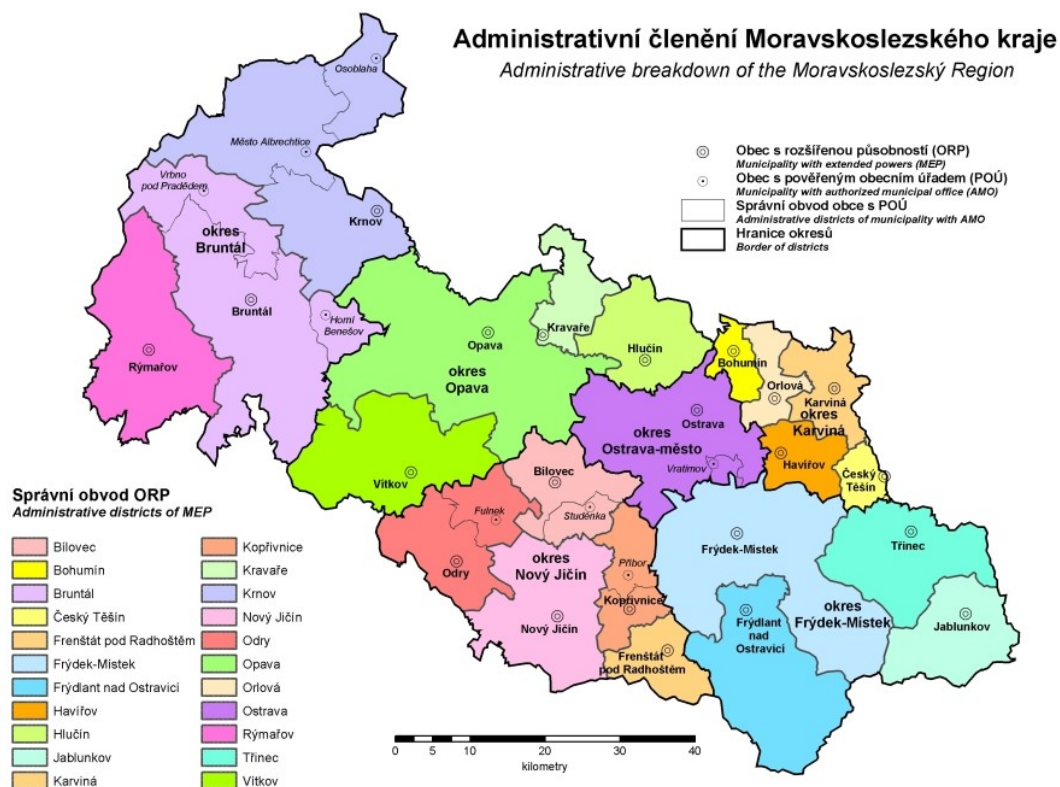 Administrativní členění Moravskoslezského kraje
Administrative breakdown of the Moravskoslezský Region
Obec s rozšířenou působností (ORP)
Municipality with extended powers (MEP)
Obec s pověřeným obecním úřadem (POÚ)
Municipality with authorized municipal office (AMO)
Správní obvod obce s POÚ
Administrative districts of municipality with AMO
Hranice okresů
Border of districts
Osoblaha
Město Albrechtice
Vrbno
pod Pradědem
Krnov
okres
Bruntál
Bruntál
Horní
Benešov
Rýmařov
Kravaře
Opava
okres
Opava
Hlučín
Bohumín
Orlová
Karviná
okres
Karviná
Ostrava
okres
Ostrava-město
Vratimov
Havířov
Český
Těšín
Vítkov
Bílovec
Studénka
Fulnek
Odry
okres
Nový Jičín
Nový Jičín
Příbor
Kopřivnice
Frenštát
pod Radhoštěm
Frýdek-Místek
okres
Frýdek-Místek
Frýdlant
nad
Ostravicí
Třinec
Jablunkov
Správní obvod ORP
Administrative districts of MEP
Bílovec
Bohumín
Bruntál
Český Těšín
Frenštát pod Radhoštěm
Frýdek-Místek
Frýdlant nad Ostravicí
Havířov
Hlučín
Jablunkov
Karviná
Kopřivnice
Kravaře
Krnov
Nový Jičín
Odry
Opava
Orlová
Ostrava
Rýmařov
Třinec
Vítkov
0 5 10 20 30 40
kilometry